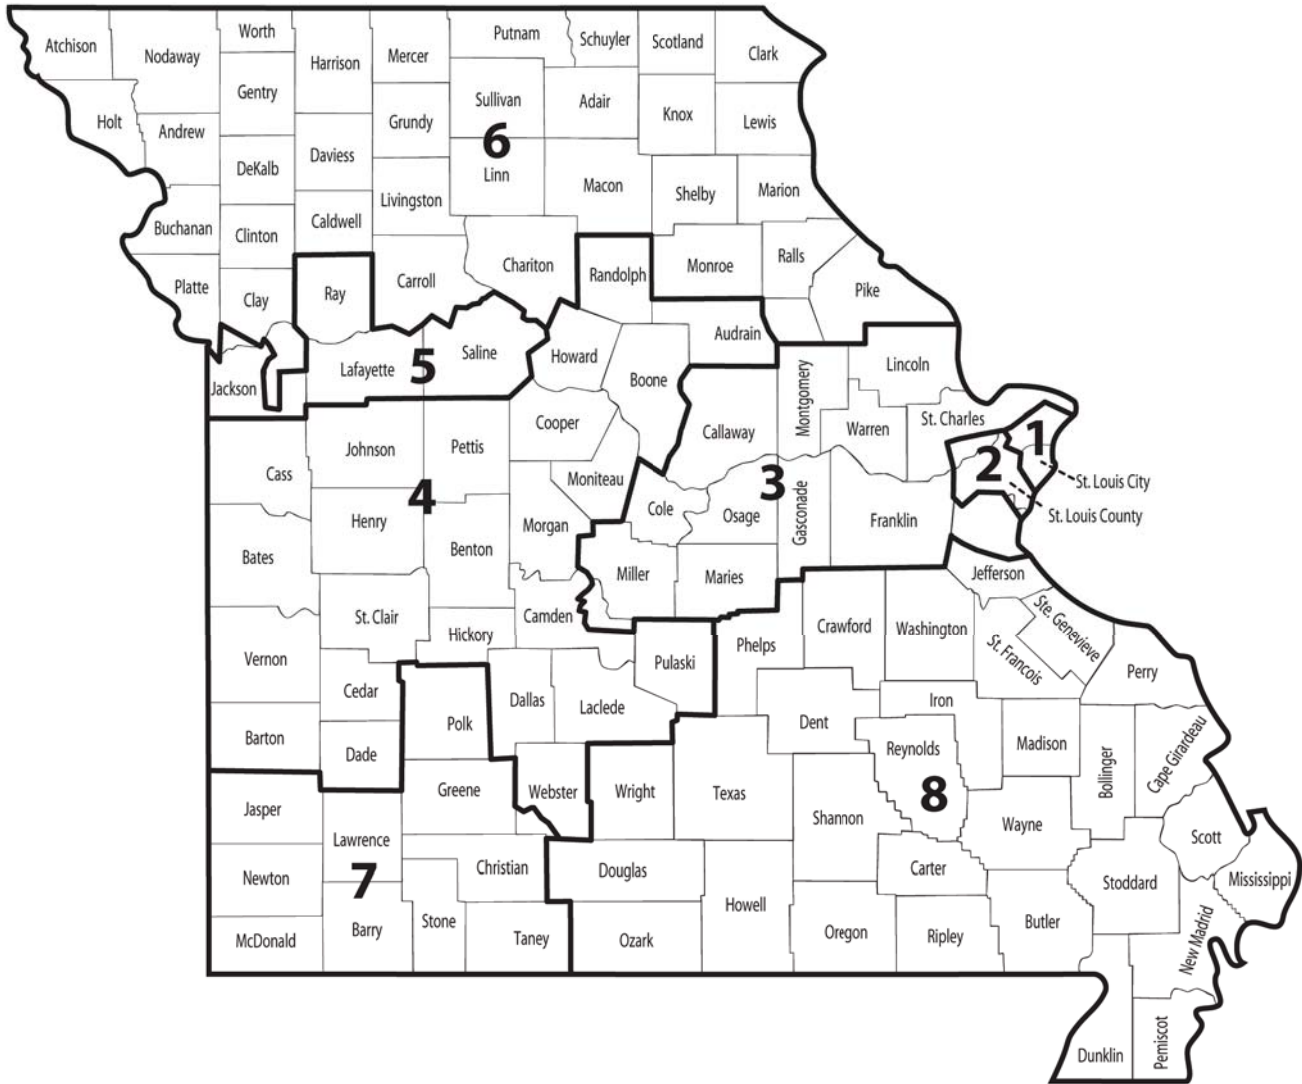 Atchison
Nodaway
Worth
Harrison
Mercer
Putnam
Schuyler
Scotland
Clark
Gentry
Sullivan
Adair
Knox
Lewis
Holt
Andrew
Grundy
DeKalb
Daviess
6
Linn
Macon
Shelby
Marion
Livingston
Buchanan
Clinton
Caldwell
Platte
Clay
Ray
Carroll
Chariton
Randolph
Monroe
Ralls
Pike
Jackson
Lafayette
5
Saline
Howard
Audrain
Boone
Montgomery
Lincoln
Cooper
Callaway
Warren
St. Charles
1
Johnson
Pettis
Cass
Moniteau
3
2
St. Louis City
4
Henry
Morgan
Cole
Osage
Gasconade
Franklin
St. Louis County
Bates
Benton
Miller
Maries
Jefferson
St. Clair
Camden
Hickory
Phelps
Crawford
Washington
Ste. Genevieve
St. Francois
Vernon
Pulaski
Perry
Cedar
Dallas
Laclede
Iron
Polk
Dent
Barton
Dade
Reynolds
Madison
Bollinger
Cape Girardeau
Jasper
Greene
Webster
Wright
Texas
8
Shannon
Wayne
Scott
Lawrence
Newton
7
Christian
Douglas
Carter
Stoddard
Mississippi
Howell
McDonald
Barry
Stone
Taney
Ozark
Oregon
Ripley
Butler
New Madrid
Dunklin
Pemiscot